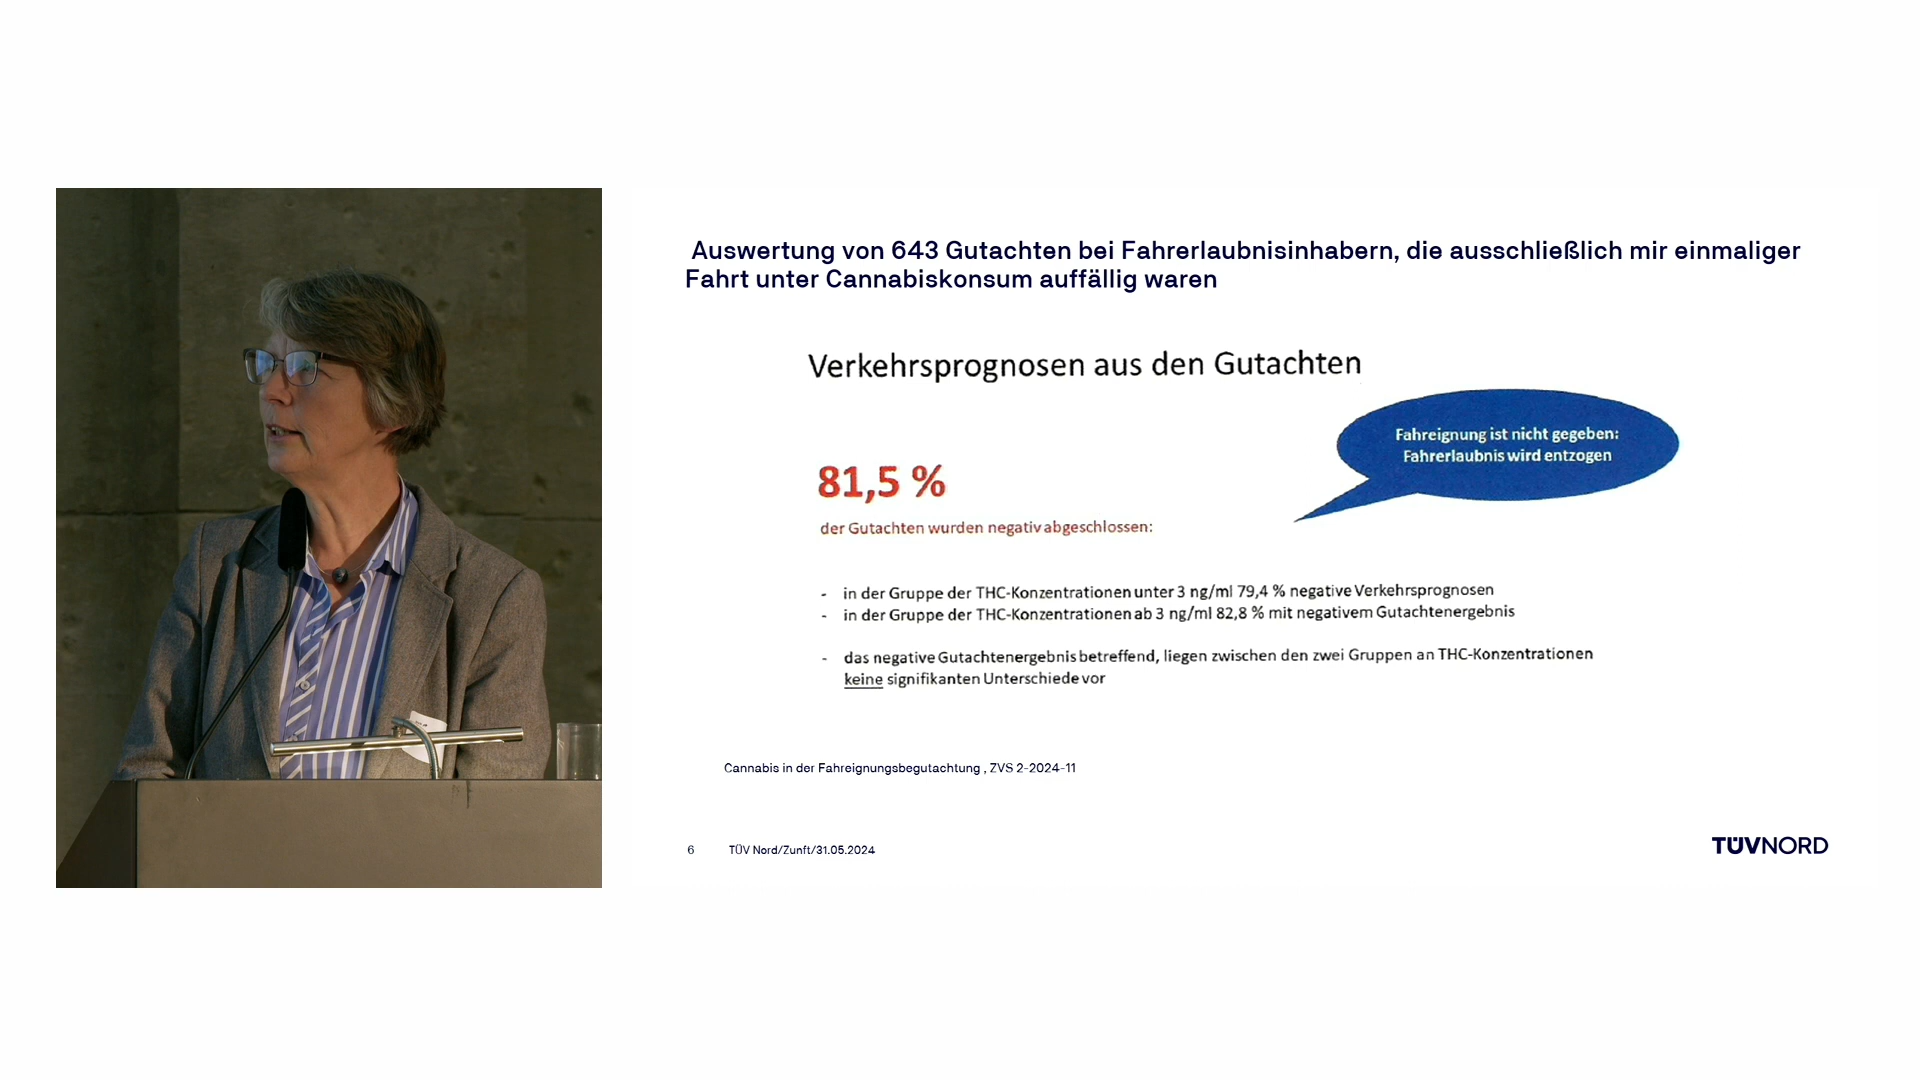 Auswertung von 643 Gutachten bei Fahrerlaubnisinhabern, die ausschließlich mir einmaliger
Fahrt unter Cannabiskonsum auffällig waren
Verkehrsprognosen aus den Gutachten
Fahreignung ist nicht gegeben:
Fahrerlaubnis wird entzogen
81,5 %
der Gutachten wurden negativ abgeschlossen:
- in der Gruppe der THC-Konzentrationen unter 3 ng/ml 79,4 % negative Verkehrsprognosen
- in der Gruppe der THC-Konzentrationen ab 3 ng/ml 82,8 % mit negativem Gutachtenergebnis
- das negative Gutachtenergebnis betreffend, liegen zwischen den zwei Gruppen an THC-Konzentrationen
keine signifikanten Unterschiede vor
Cannabis in der Fahreignungsbegutachtung , ZVS 2-2024-11
6 TÜV Nord/Zunft/31.05.2024
TÜVNORD